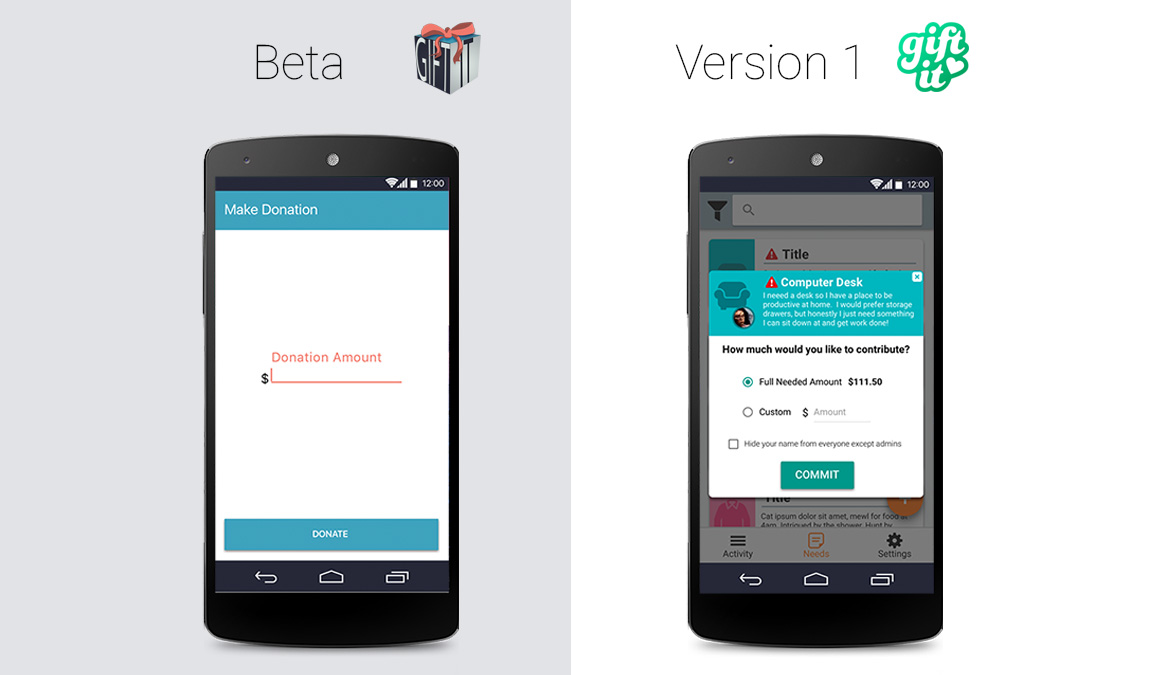 Beta
GIFT IT
12:00
Make Donation
Donation Amount
$
DONATE
Version 1
gift
it
12:00
Title
Computer Desk
I neeed a desk so I have a place to be
productive at home. I would prefer storage
drawers, but honestly I just need something
I can sit down at and get work done!
How much would you like to contribute?
Full Needed Amount $111.50
Custom $ Amount
Hide your name from everyone except admins
COMMIT
Title
Cat ipsum dolor sit amet, mewl for food at
4am. Intrigued by the shower. Hunt by
Activity
Needs
Settings